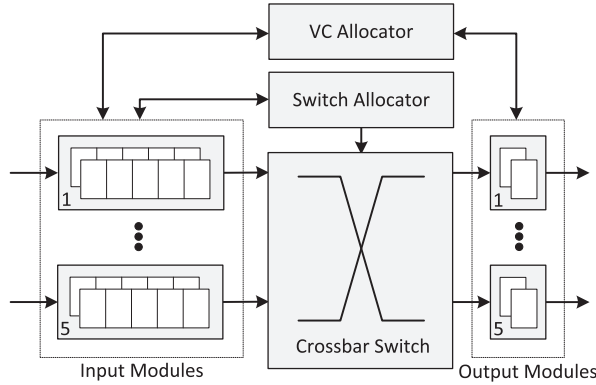 VC Allocator
Switch Allocator
1
1
5
5
Crossbar Switch
Input Modules
Output Modules